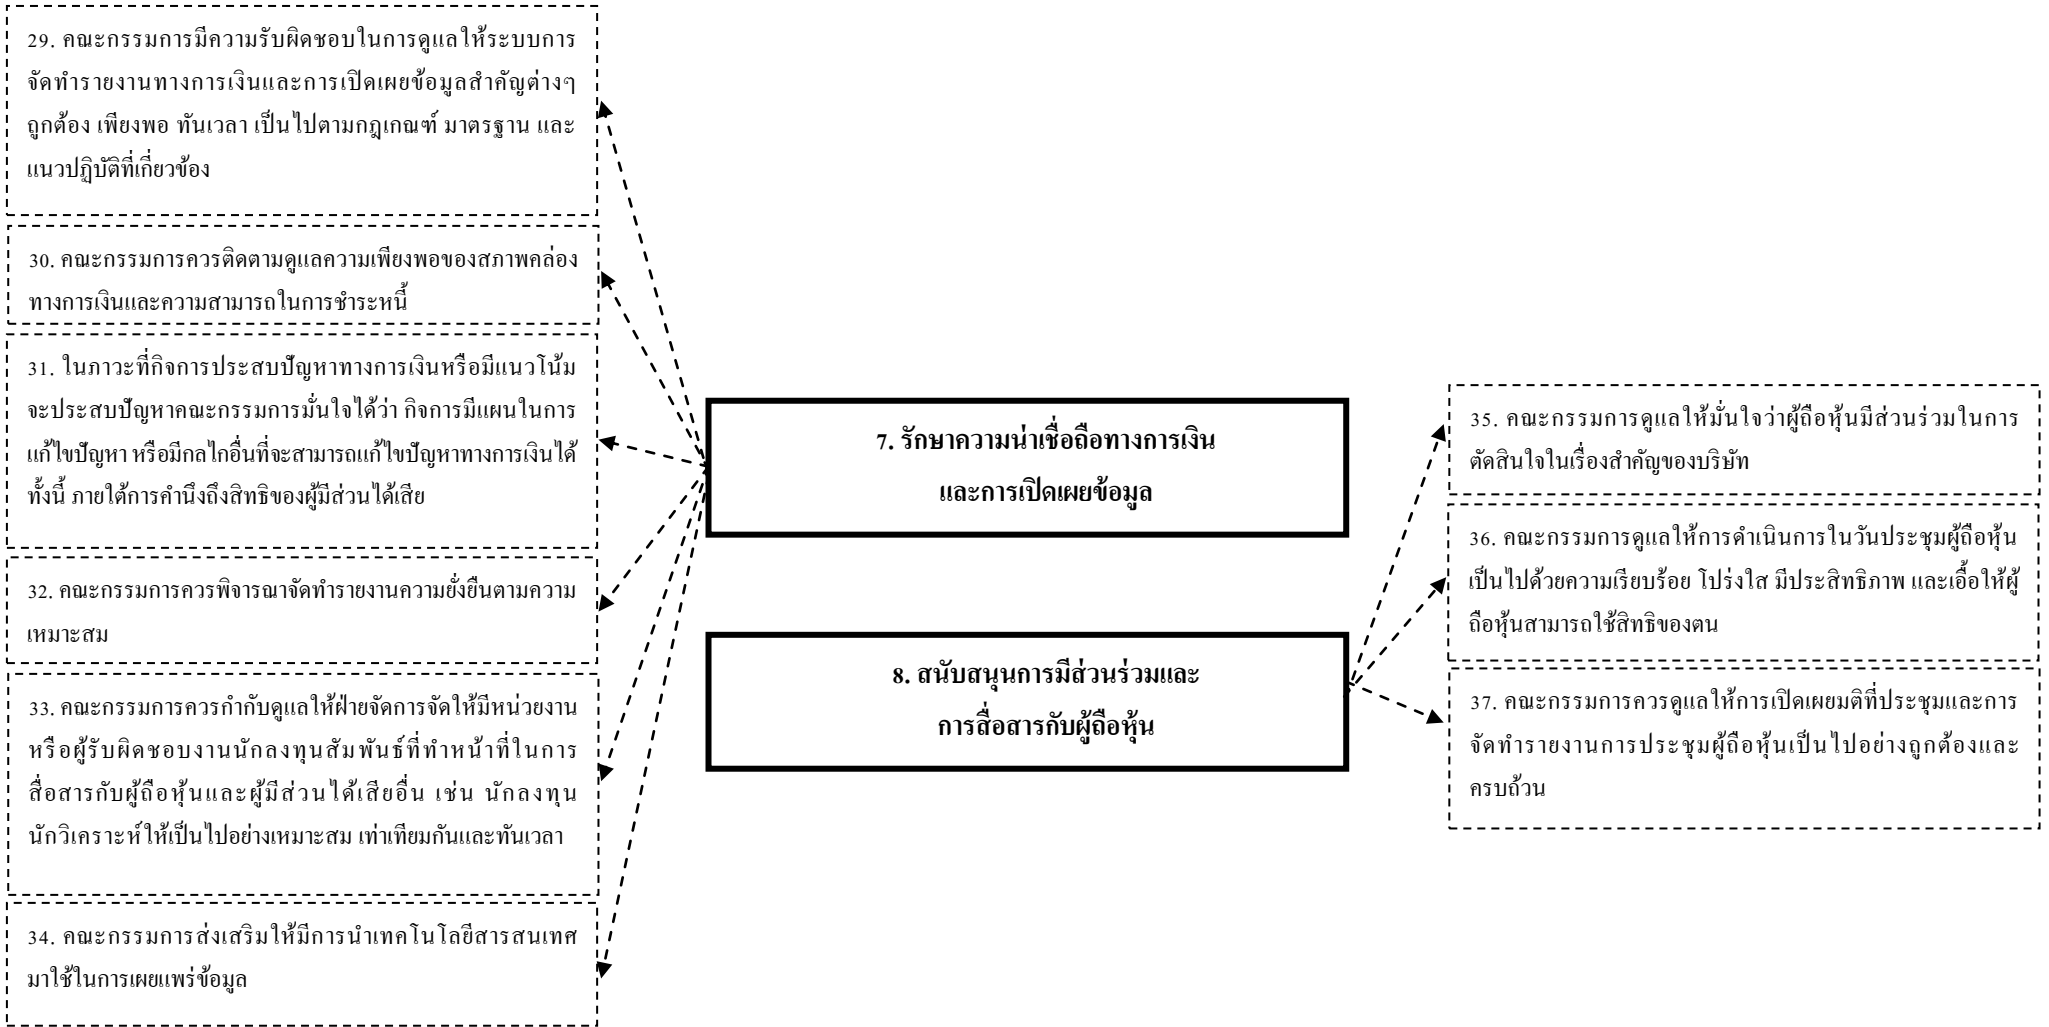 29. คณะกรรมการมีความรับผิดชอบในการดูแลให้ระบบการ
จัดทำรายงานทางการเงินและการเปิดเผยข้อมูลสำคัญต่างๆ
ถูกต้อง เพียงพอ ทันเวลา เป็นไปตามกฎเกณฑ์ มาตรฐาน และ
แนวปฏิบัติที่เกี่ยวข้อง
30. คณะกรรมการควรติดตามดูแลความเพียงพอของสภาพคล่อง
ทางการเงินและความสามารถในการชำระหนี้
31. ในภาวะที่กิจการประสบปัญหาทางการเงินหรือมีแนวโน้ม
จะประสบปัญหาคณะกรรมการมั่นใจได้ว่า กิจการมีแผนในการ
แก้ไขปัญหา หรือมีกลไกอื่นที่จะสามารถแก้ไขปัญหาทางการเงินได้
ทั้งนี้ ภายใต้การคำนึงถึงสิทธิของผู้มีส่วนได้เสีย
32. คณะกรรมการควรพิจารณาจัดทำรายงานความยั่งยืนตามความ
เหมาะสม
33. คณะกรรมการควรกำกับดูแลให้ฝ่ายจัดการจัดให้มีหน่วยงาน
หรือผู้รับผิดชอบงานนักลงทุนสัมพันธ์ที่ทำหน้าที่ในการ
สื่อสารกับผู้ถือหุ้นและผู้มีส่วนได้เสียอื่น เช่น นักลงทุน
นักวิเคราะห์ให้เป็นไปอย่างเหมาะสม เท่าเทียมกันและทันเวลา
34. คณะกรรมการส่งเสริมให้มีการนำเทคโนโลยีสารสนเทศ
มาใช้ในการเผยแพร่ข้อมูล
7. รักษาความน่าเชื่อถือทางการเงิน
และการเปิดเผยข้อมูล
8. สนับสนุนการมีส่วนร่วมและ
การสื่อสารกับผู้ถือหุ้น
35. คณะกรรมการดูแลให้มั่นใจว่าผู้ถือหุ้นมีส่วนร่วมในการ
ตัดสินใจในเรื่องสำคัญของบริษัท
36. คณะกรรมการดูแลให้การดำเนินการในวันประชุมผู้ถือหุ้น
เป็นไปด้วยความเรียบร้อย โปร่งใส มีประสิทธิภาพ และเอื้อให้ผู้
ถือหุ้นสามารถใช้สิทธิของตน
37. คณะกรรมการควรดูแลให้การเปิดเผยมติที่ประชุมและการ
จัดทำรายงานการประชุมผู้ถือหุ้นเป็นไปอย่างถูกต้องและ
ครบถ้วน